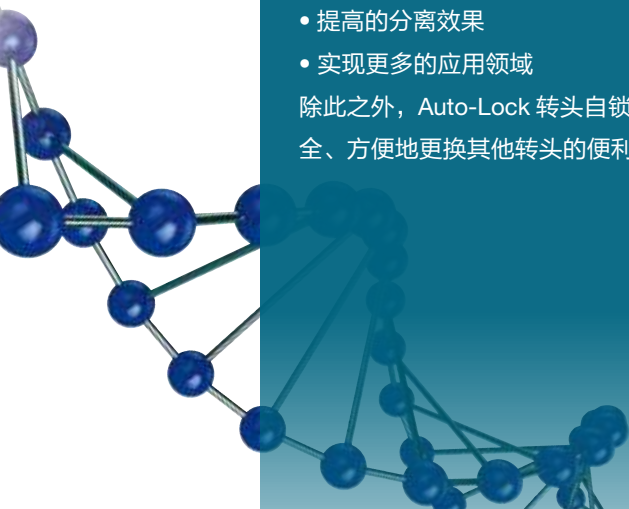 • 提高的分离效果
• 实现更多的应用领域
除此之外，Auto-Lock 转头自锁
全、方便地更换其他转头的便利